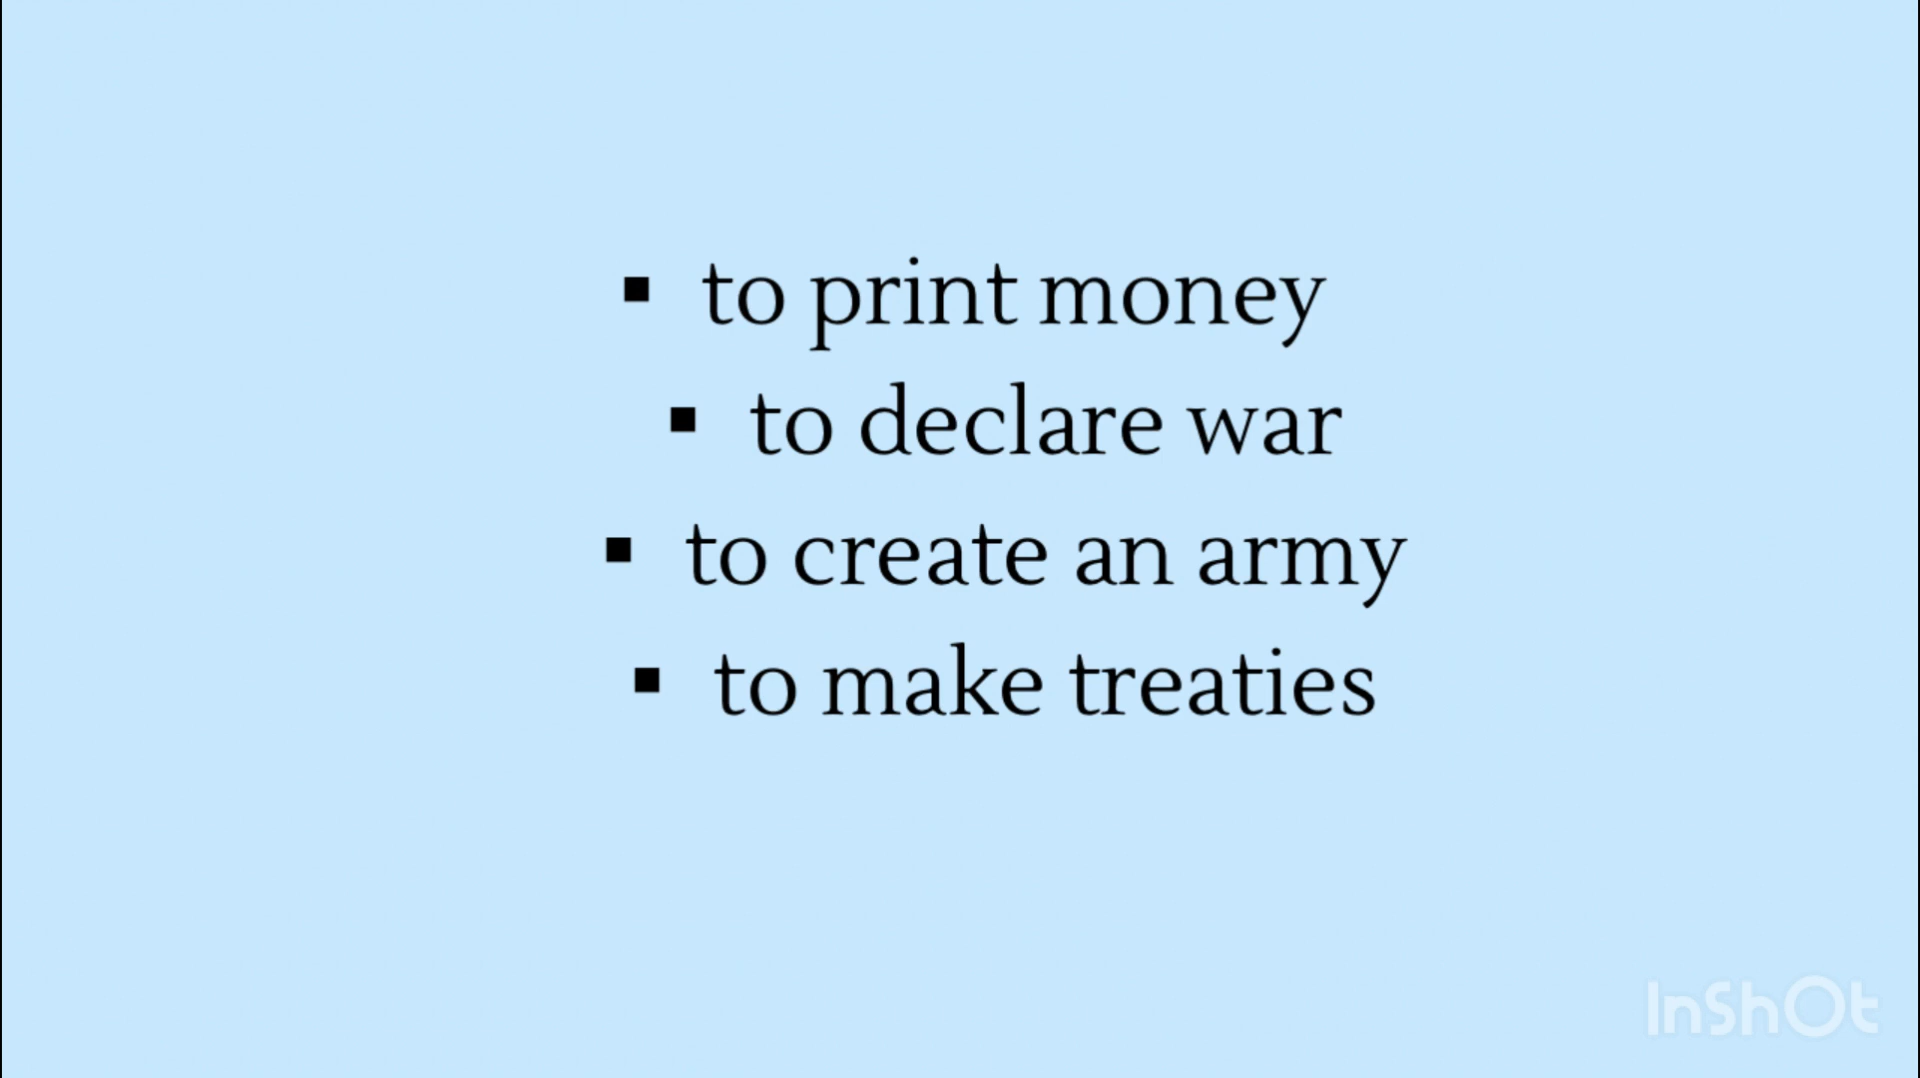 ▪ to print money
▪ to declare war
▪ to create an army
▪ to make treaties
InShOt